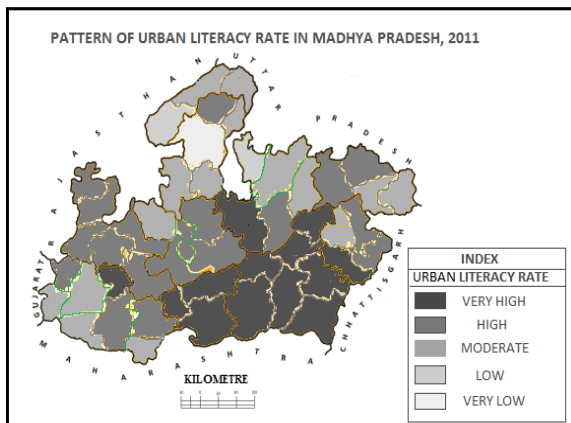 PATTERN OF URBAN LITERACY RATE IN MADHYA PRADESH, 2011
RAJASTHAN
UTTAR PRADESH
GUJARAT
MAHARASHTRA
CHHATTISGARH
KILOMETRE
INDEX
URBAN LITERACY RATE
VERY HIGH
HIGH
MODERATE
LOW
VERY LOW